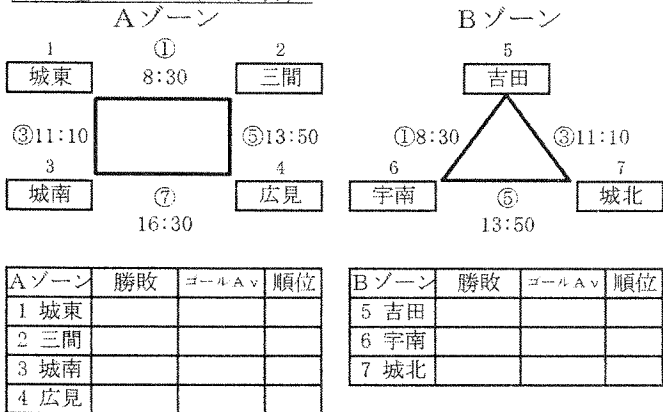 Aゾーン Bゾーン
1 ① 2 5
城東 8:30 三間 吉田
③11:10 ⑤13:50 ①8:30 ③11:10
3 4 6 7
城南 ⑦ 広見 宇南 ⑤ 城北
16:30 13:50
Aゾーン 勝敗 ゴールAv 順位 Bゾーン 勝敗 ゴールAv 順位
1 城東 5 吉田
2 三間 6 宇南
3 城南 7 城北
4 広見